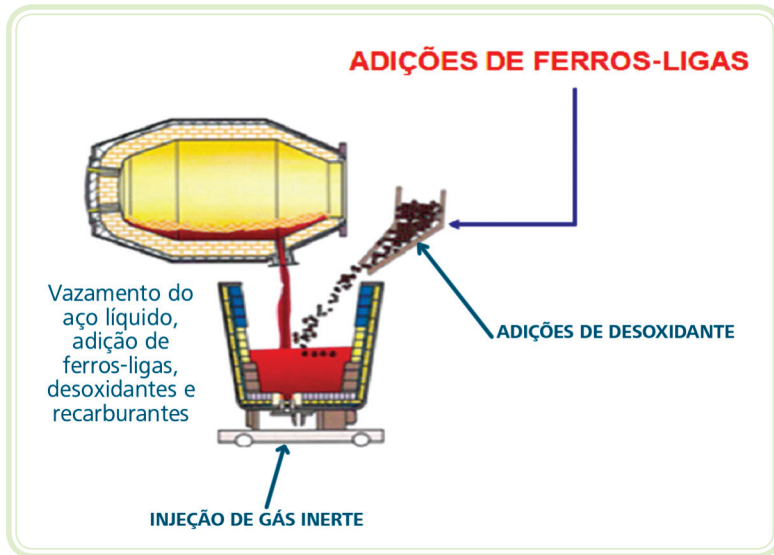 ADIÇÕES DE FERROS-LIGAS
Vazamento do
aço líquido,
adição de
ferros-ligas,
desoxidantes e
recarburantes
ADIÇÕES DE DESOXIDANTE
INJEÇÃO DE GÁS INERTE